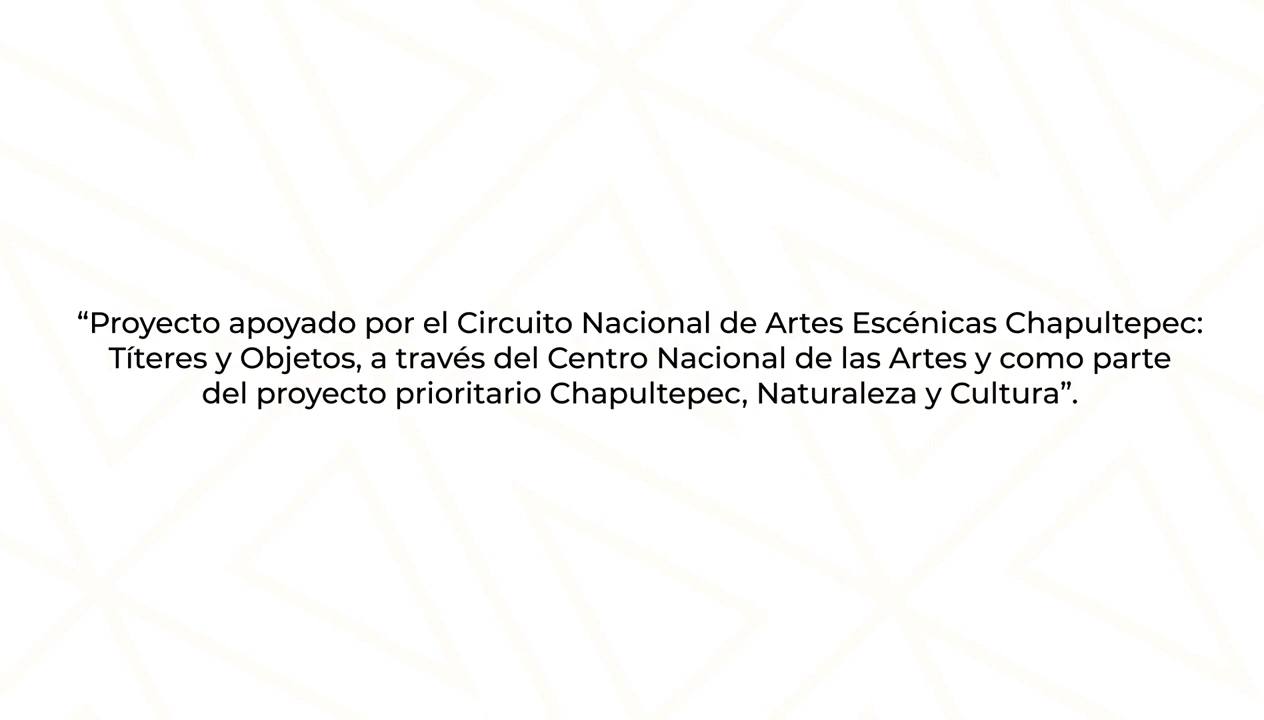 “Proyecto apoyado por el Circuito Nacional de Artes Escénicas Chapultepec:
Títeres y Objetos, a través del Centro Nacional de las Artes y como parte
del proyecto prioritario Chapultepec, Naturaleza y Cultura”.